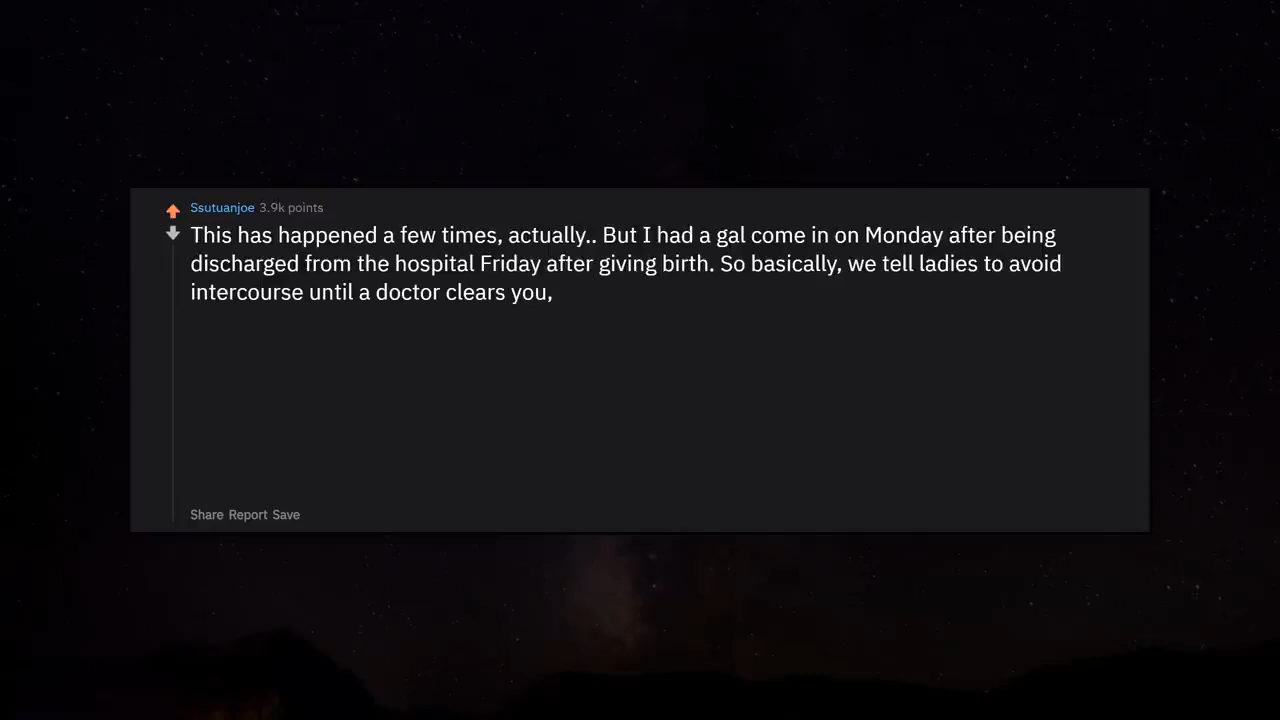 Ssutuanjoe 3.9k points
This has happened a few times, actually.. But I had a gal come in on Monday after being
discharged from the hospital Friday after giving birth. So basically, we tell ladies to avoid
intercourse until a doctor clears you,
Share Report Save